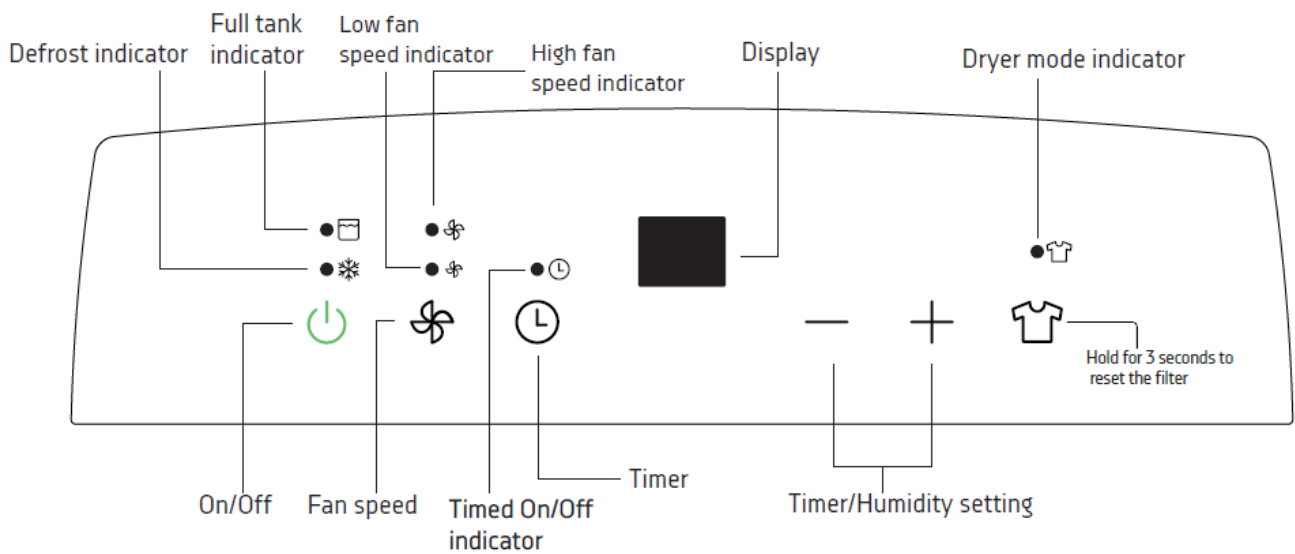 Defrost indicator
Full tank
indicator
Low fan
speed indicator
High fan
speed indicator
Display
Dryer mode indicator
Hold for 3 seconds to
reset the filter
On/Off
Fan speed
Timed On/Off
indicator
Timer
Timer/Humidity setting